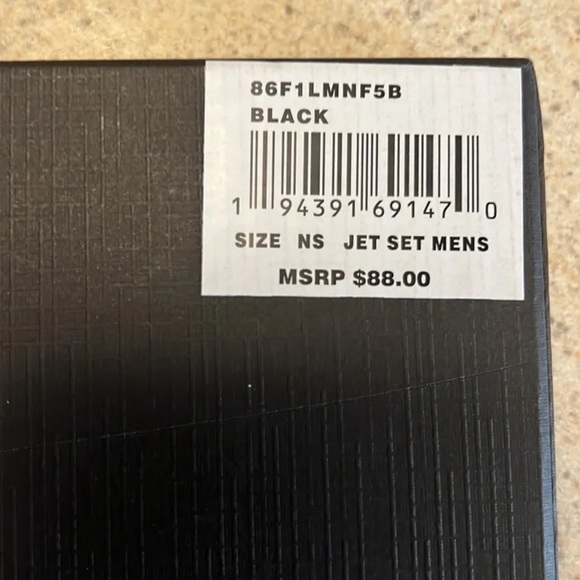 86F1LMNF5B
BLACK
1 94391 69147 0
SIZE NS JET SET MENS
MSRP $88.00